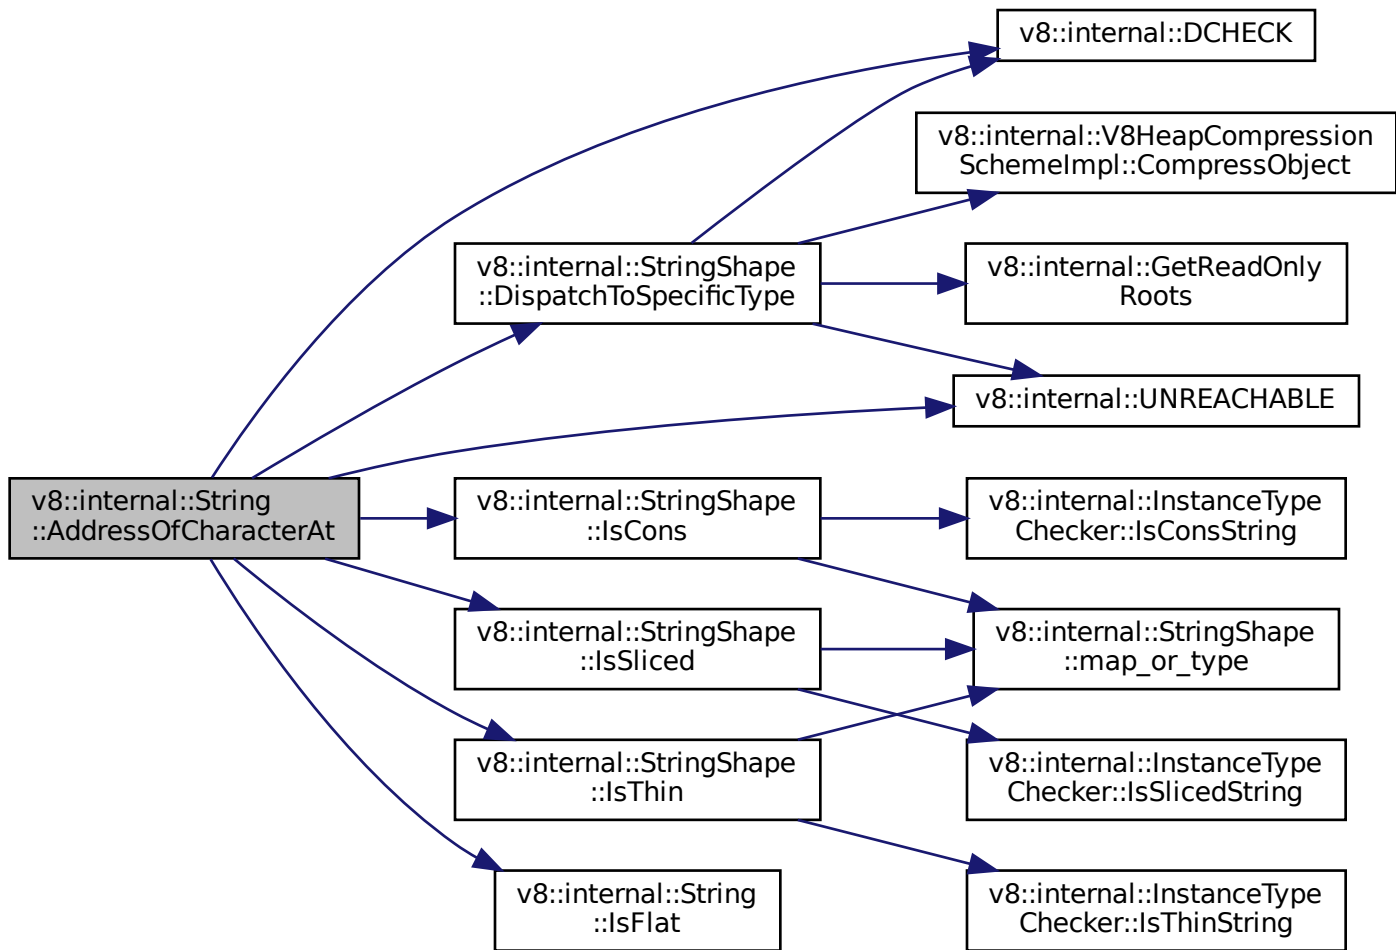 v8::internal::DCHECK
v8::internal::V8HeapCompression
SchemeImpl::CompressObject
v8::internal::StringShape
::DispatchToSpecificType
v8::internal::GetReadOnly
Roots
v8::internal::UNREACHABLE
v8::internal::String
::AddressOfCharacterAt
v8::internal::StringShape
::IsCons
v8::internal::InstanceType
Checker::IsConsString
v8::internal::StringShape
::IsSliced
v8::internal::StringShape
::map_or_type
v8::internal::StringShape
::IsThin
v8::internal::InstanceType
Checker::IsSlicedString
v8::internal::String
::IsFlat
v8::internal::InstanceType
Checker::IsThinString